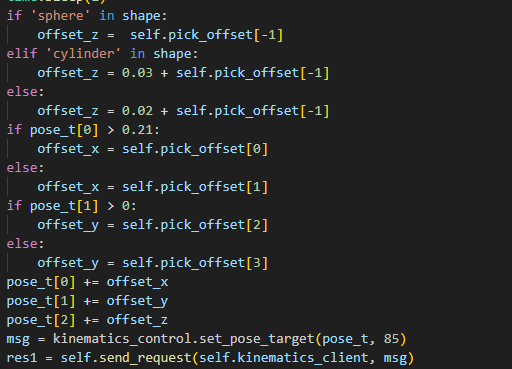 if 'sphere' in shape:
    offset_z =  self.pick_offset[-1]
elif 'cylinder' in shape:
    offset_z = 0.03 + self.pick_offset[-1]
else:
    offset_z = 0.02 + self.pick_offset[-1]
if pose_t[0] > 0.21:
    offset_x = self.pick_offset[0]
else:
    offset_x = self.pick_offset[1]
if pose_t[1] > 0:
    offset_y = self.pick_offset[2]
else:
    offset_y = self.pick_offset[3]
pose_t[0] += offset_x
pose_t[1] += offset_y
pose_t[2] += offset_z
msg = kinematics_control.set_pose_target(pose_t, 85)
res1 = self.send_request(self.kinematics_client, msg)